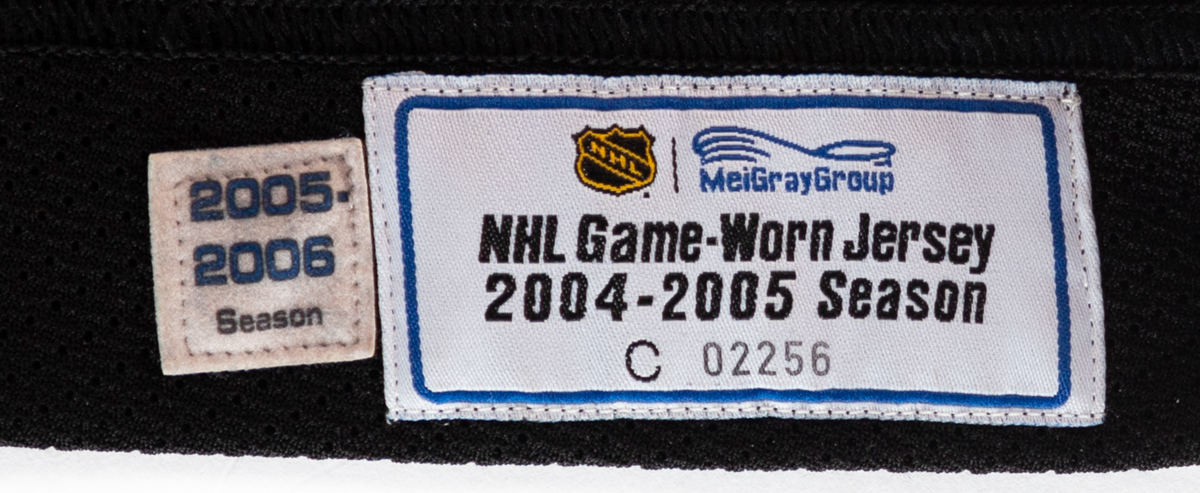 2005-
2006
Season
NHL
MeiGrayGroup
NHL Game-Worn Jersey
2004-2005 Season
C 02256